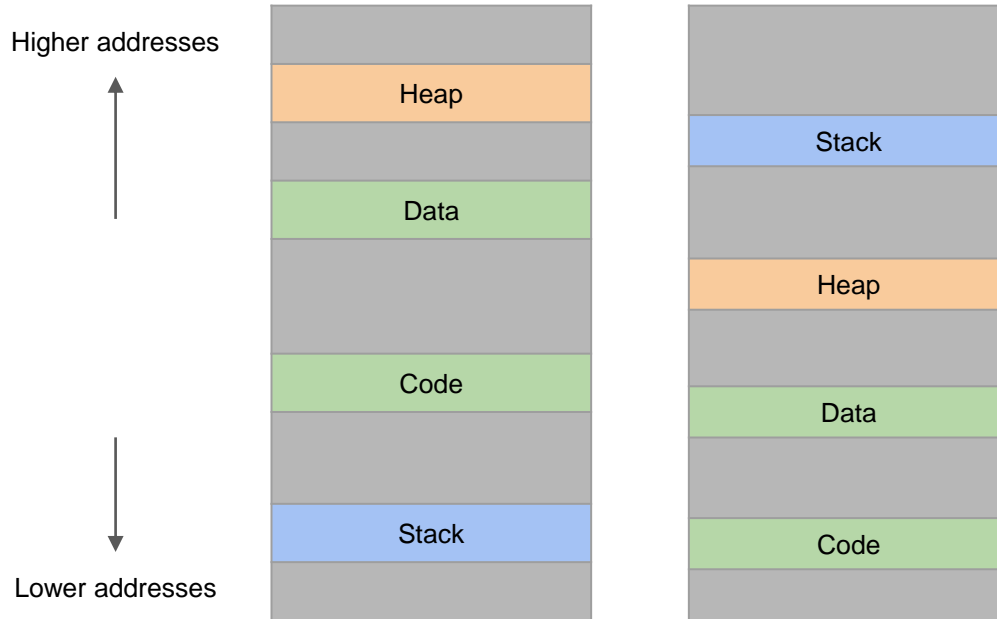 Higher addresses
Lower addresses
Heap
Data
Code
Stack
Stack
Heap
Data
Code